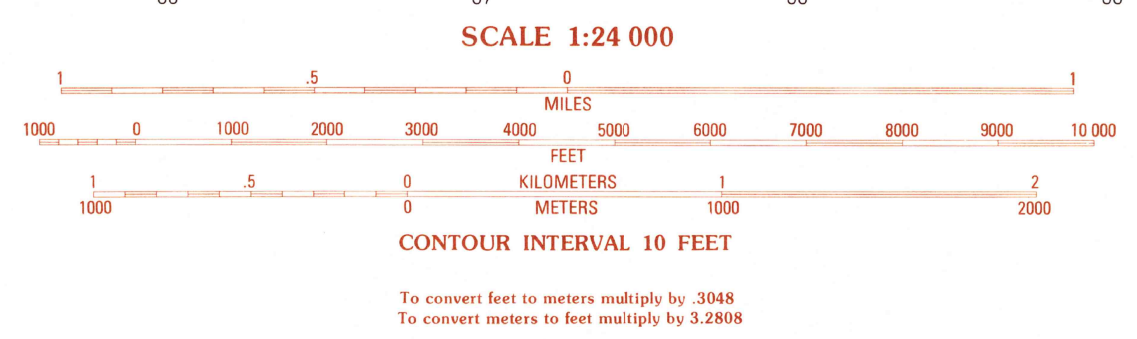 SCALE 1:24 000
1 .5 0 1
MILES
1000 0 1000 2000 3000 4000 5000 6000 7000 8000 9000 10 000
FEET
1 .5 0 KILOMETERS 1 2
1000 0 METERS 1000 2000
CONTOUR INTERVAL 10 FEET
To convert feet to meters multiply by .3048
To convert meters to feet multiply by 3.2808